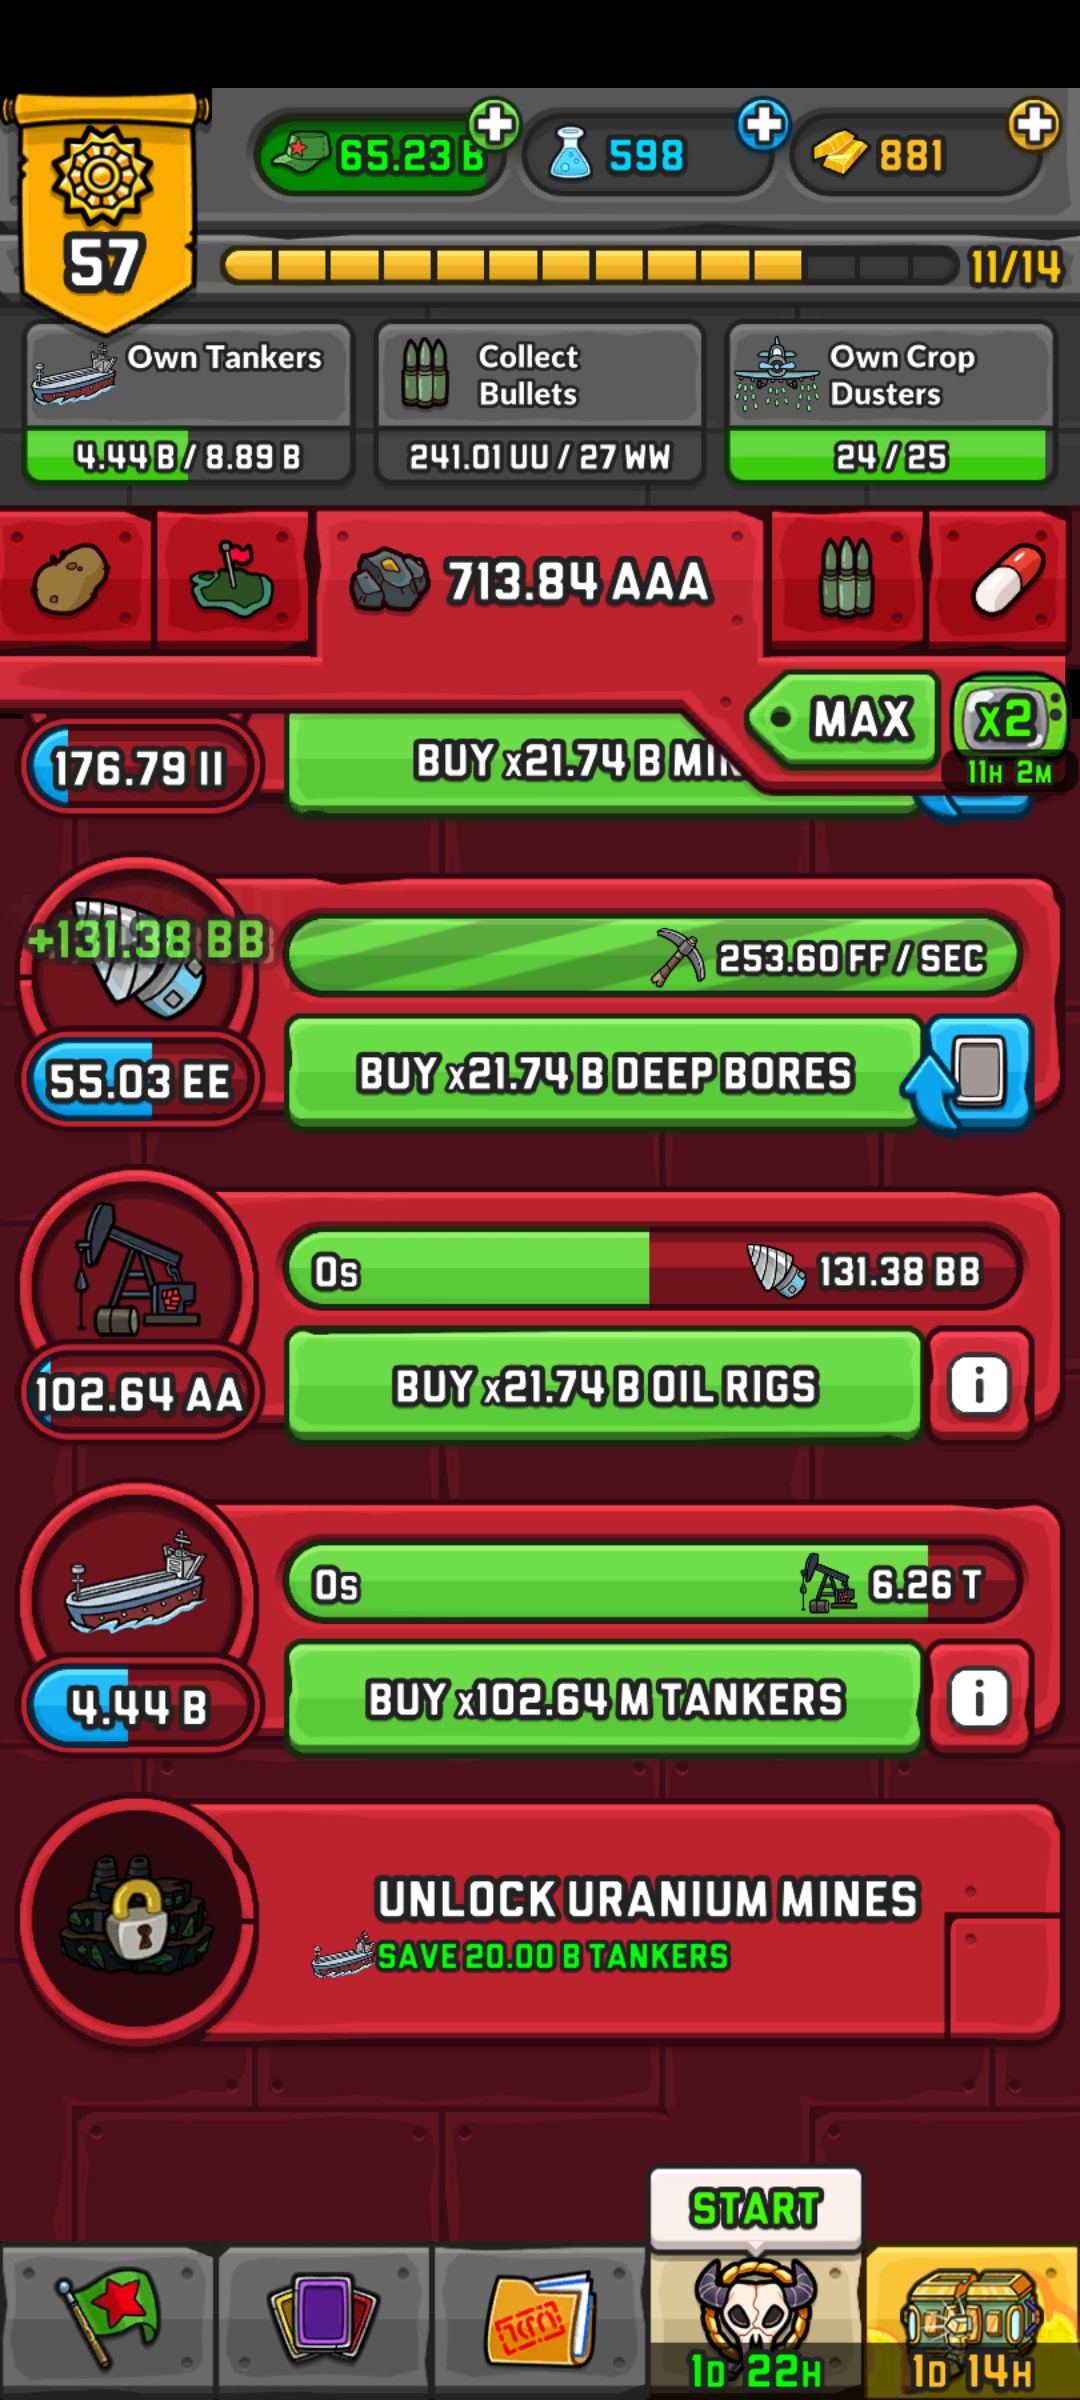 65.23 B
598
881
57
11/14
Own Tankers
4.44 B / 8.89 B
Collect
Bullets
241.01 UU / 27 WW
Own Crop
Dusters
24 / 25
713.84 AAA
MAX
x2
11H 2M
176.79 II
BUY x21.74 B
+131.38 BB
253.60 FF / SEC
55.03 EE
BUY x21.74 B DEEP BORES
0s
131.38 BB
102.64 AA
BUY x21.74 B OIL RIGS
i
0s
6.26 T
4.44 B
BUY x102.64 M TANKERS
i
UNLOCK URANIUM MINES
SAVE 20.00 B TANKERS
START
1D 22H
1D 14H